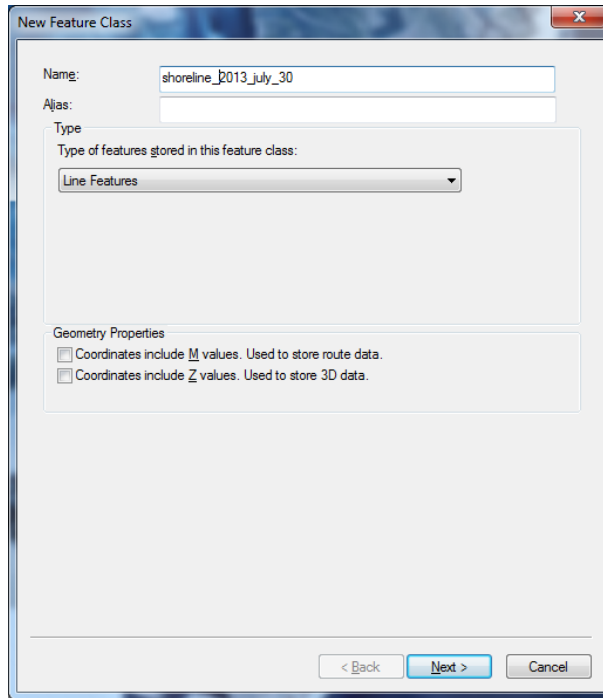 New Feature Class
Name:
shoreline_2013_july_30
Alias:
Type
Type of features stored in this feature class:
Line Features
Geometry Properties
Coordinates include M values. Used to store route data.
Coordinates include Z values. Used to store 3D data.
< Back
Next >
Cancel